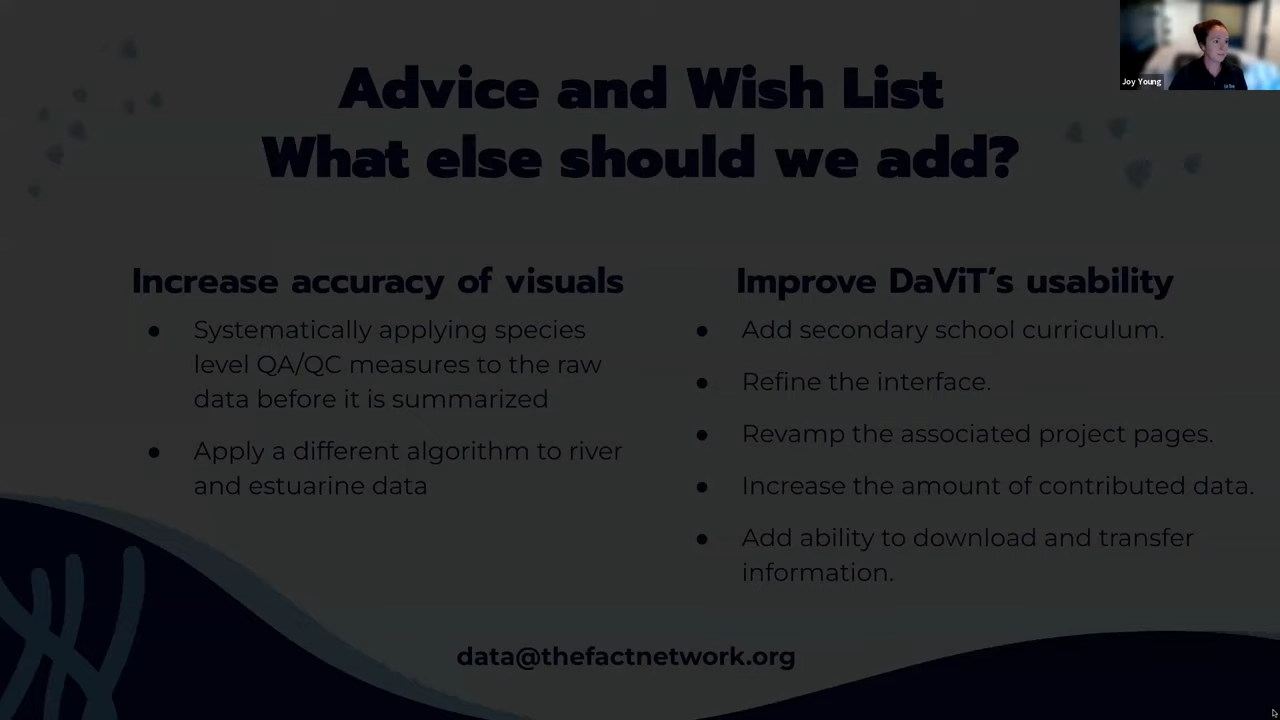 Joy Young
Advice and Wish List
What else should we add?
Increase accuracy of visuals
● Systematically applying species
level QA/QC measures to the raw
data before it is summarized
● Apply a different algorithm to river
and estuarine data
Improve DaViT's usability
● Add secondary school curriculum.
● Refine the interface.
● Revamp the associated project pages.
● Increase the amount of contributed data.
● Add ability to download and transfer
information.
data@thefactnetwork.org